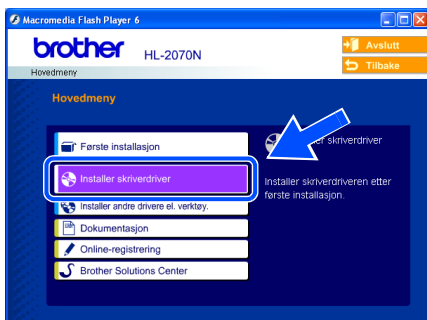 Macromedia Flash Player 6
brother
HL-2070N
Avslutt
Tilbake
Hovedmeny
Hovedmeny
Første installasjon
Installer skriverdriver
Installer andre drivere el. verktøy.
Dokumentasjon
Online-registrering
Brother Solutions Center
skriverdriver
Installer skriverdriveren etter
første installasjon.